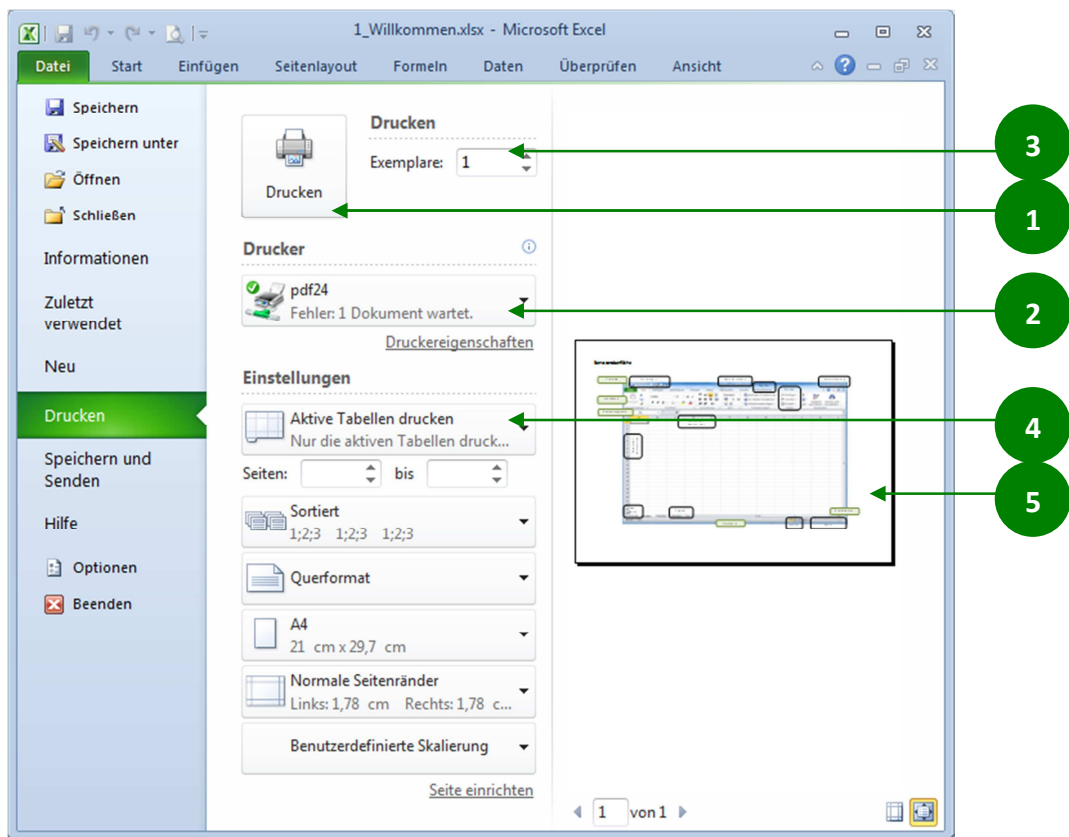 1_Willkommen.xlsx - Microsoft Excel
Datei Start Einfügen Seitenlayout Formeln Daten Überprüfen Ansicht
Speichern
Speichern unter
Öffnen
Schließen
Informationen
Zuletzt
verwendet
Neu
Drucken
Speichern und
Senden
Hilfe
Optionen
Beenden
Drucken
Drucken
Exemplare: 1
Drucker
pdf24
Fehler: 1 Dokument wartet.
Druckereigenschaften
Einstellungen
Aktive Tabellen drucken
Nur die aktiven Tabellen druck...
Seiten: bis
Sortiert
1;2;3 1;2;3 1;2;3
Querformat
A4
21 cm x 29,7 cm
Normale Seitenränder
Links: 1,78 cm Rechts: 1,78 c...
Benutzerdefinierte Skalierung
Seite einrichten
1 von 1
3
1
2
4
5